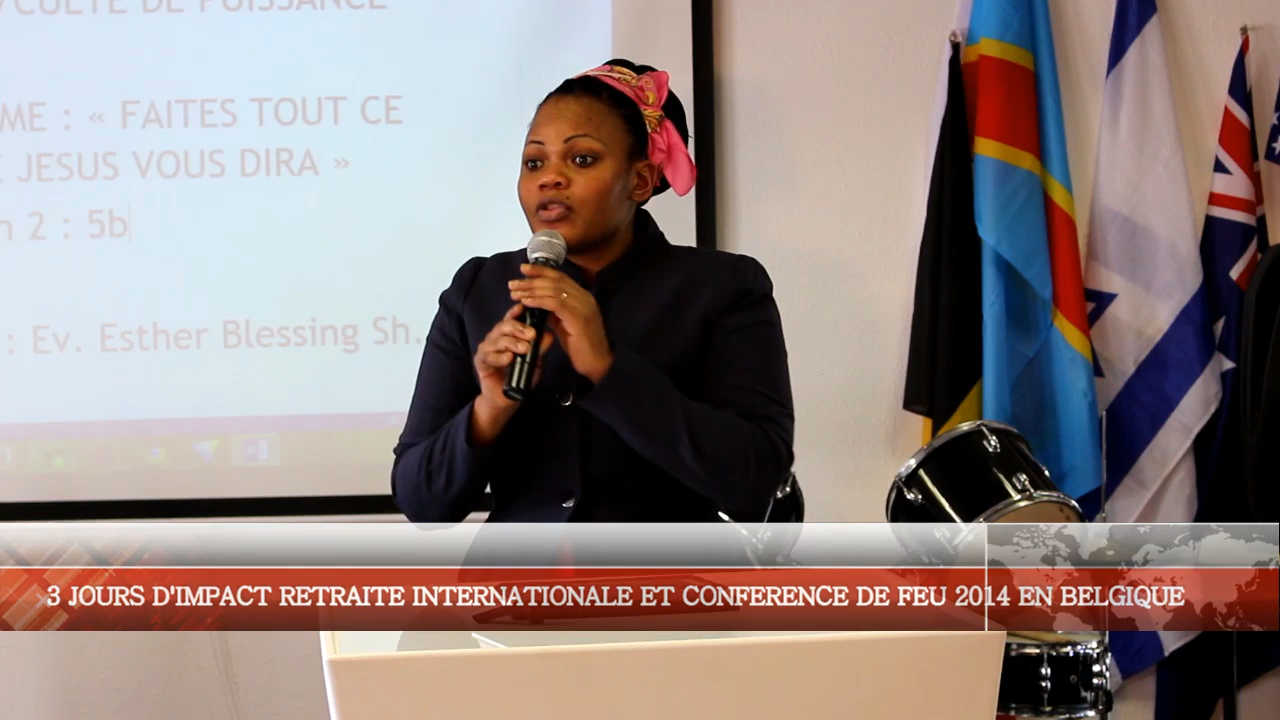 CULTE DE PUISSANCE
ME : « FAITES TOUT CE
JESUS VOUS DIRA »
n 2 : 5b
: Ev. Esther Blessing Sh.
3 JOURS D'IMPACT RETRAITE INTERNATIONALE ET CONFERENCE DE FEU 2014 EN BELGIQUE